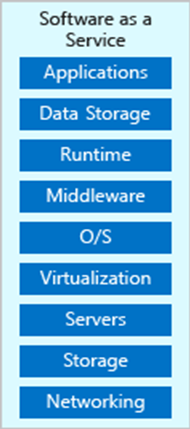 Software as a
Service
Applications
Data Storage
Runtime
Middleware
O/S
Virtualization
Servers
Storage
Networking